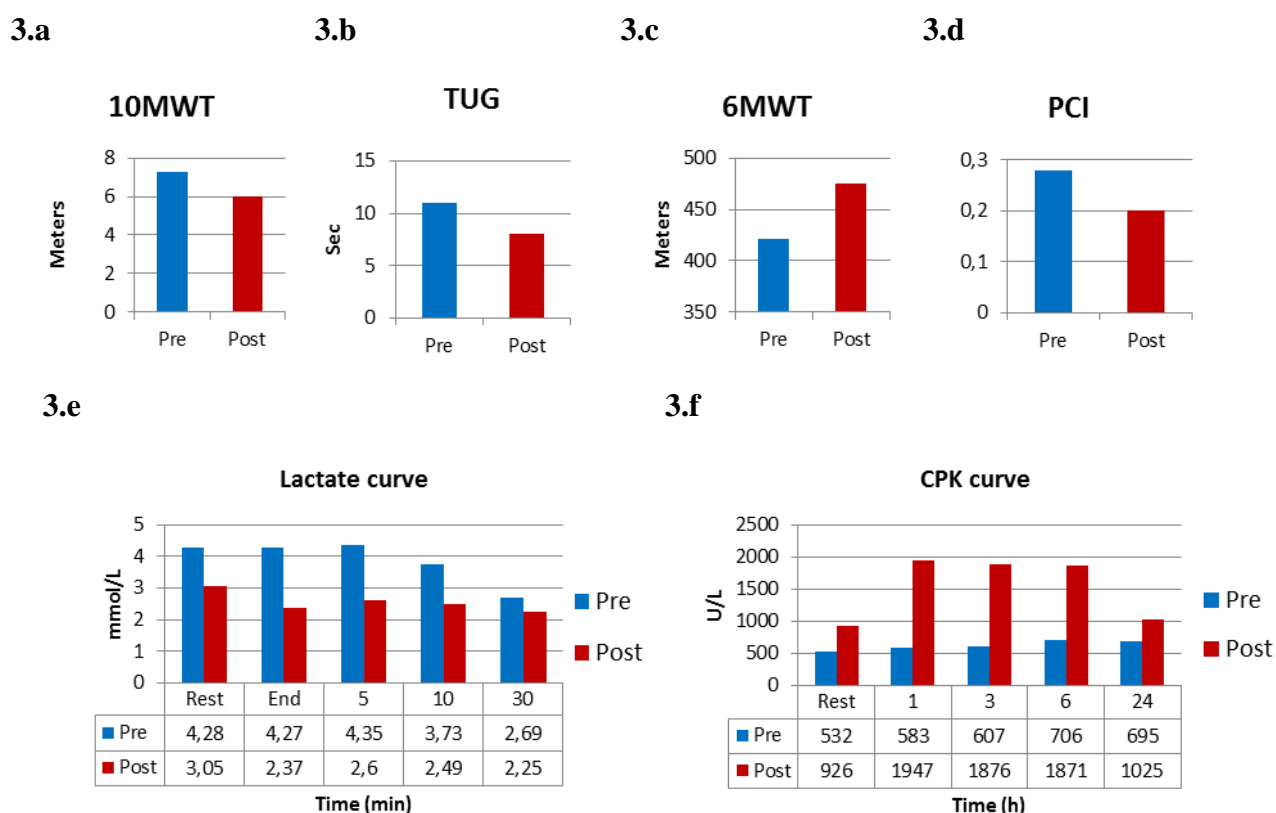 3.a 3.b 3.c 3.d
10MWT
8
6
4
2
0
Meters
Pre Post
TUG
15
10
5
0
Sec
Pre Post
6MWT
500
450
400
350
Meters
Pre Post
PCI
0,3
0,2
0,1
0
Pre Post
3.e
Lactate curve
5
4
3
2
1
0
mmol/L
Rest End 5 10 30
Pre 4,28 4,27 4,35 3,73 2,69
Post 3,05 2,37 2,6 2,49 2,25
Time (min)
Pre
Post
3.f
CPK curve
2500
2000
1500
1000
500
0
U/L
Rest 1 3 6 24
Pre 532 583 607 706 695
Post 926 1947 1876 1871 1025
Time (h)
Pre
Post